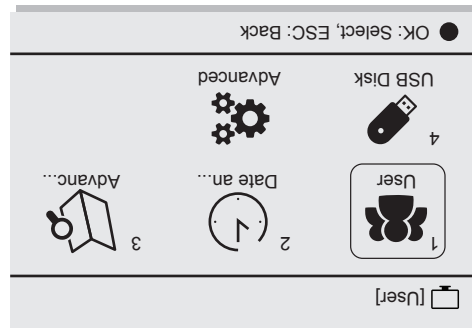 [User]
1 2 3
User Date an... Advanc...
4
USB Disk Advanced
OK: Select, ESC: Back